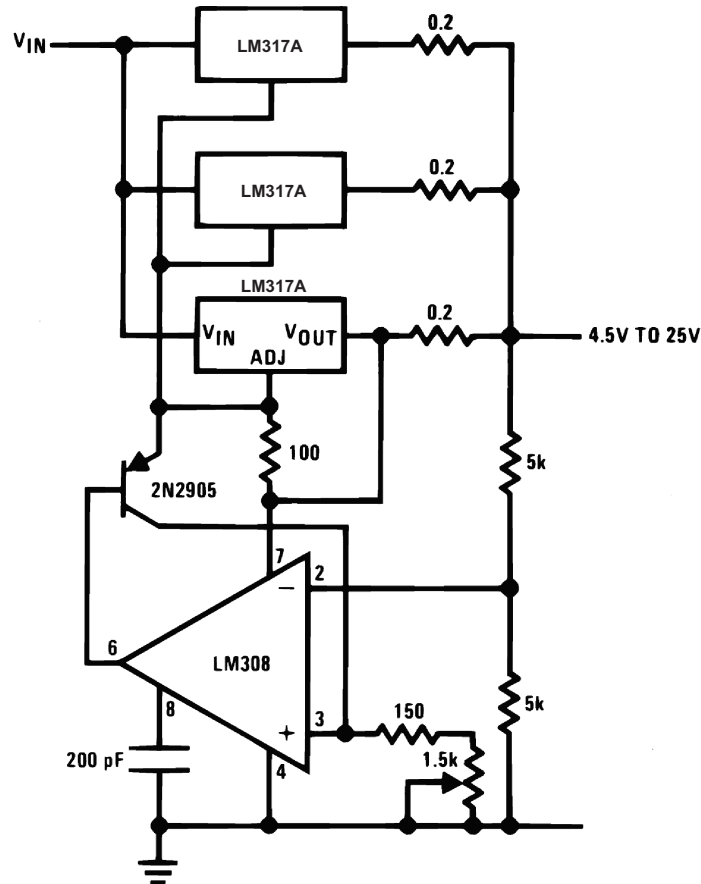 0.2
VIN
LM317A
0.2
LM317A
LM317A
0.2
VIN VOUT
4.5V TO 25V
ADJ
100
5k
2N2905
7
2
−
6
LM308
8
5k
+
3
150
200 pF
4
1.5k